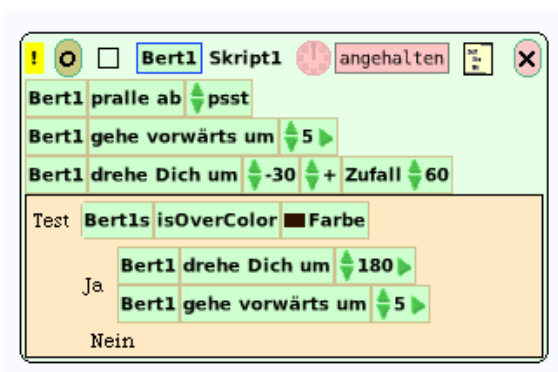 ! Bert1 Skript1 angehalten
Bert1 pralle ab psst
Bert1 gehe vorwärts um 5
Bert1 drehe Dich um -30 + Zufall 60
Test Bert1s isOverColor Farbe
Ja
Bert1 drehe Dich um 180
Bert1 gehe vorwärts um 5
Nein